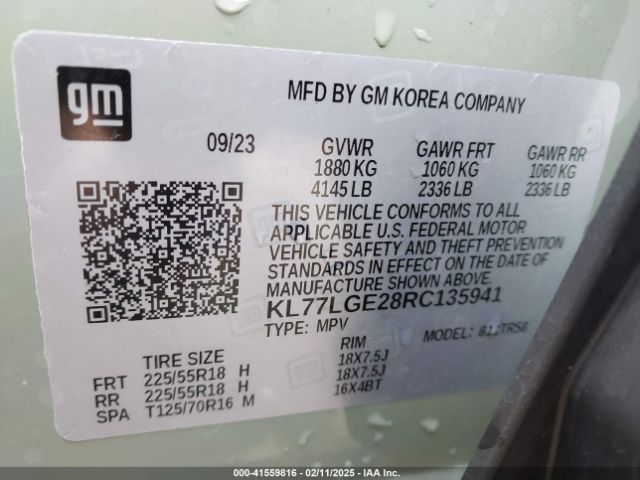 gm
MFD BY GM KOREA COMPANY
09/23 GVWR GAWR FRT GAWR RR
1880 KG 1060 KG 1060 KG
4145 LB 2336 LB 2336 LB
THIS VEHICLE CONFORMS TO ALL
APPLICABLE U.S. FEDERAL MOTOR
VEHICLE SAFETY AND THEFT PREVENTION
STANDARDS IN EFFECT ON THE DATE OF
MANUFACTURE SHOWN ABOVE.
KL77LGE28RC135941
TYPE: MPV MODEL:
TIRE SIZE RIM
FRT 225/55R18 H 18X7.5J
RR 225/55R18 H 18X7.5J
SPA T125/70R16 M 16X4BT
000-41559816 - 02/11/2025 - IAA Inc.